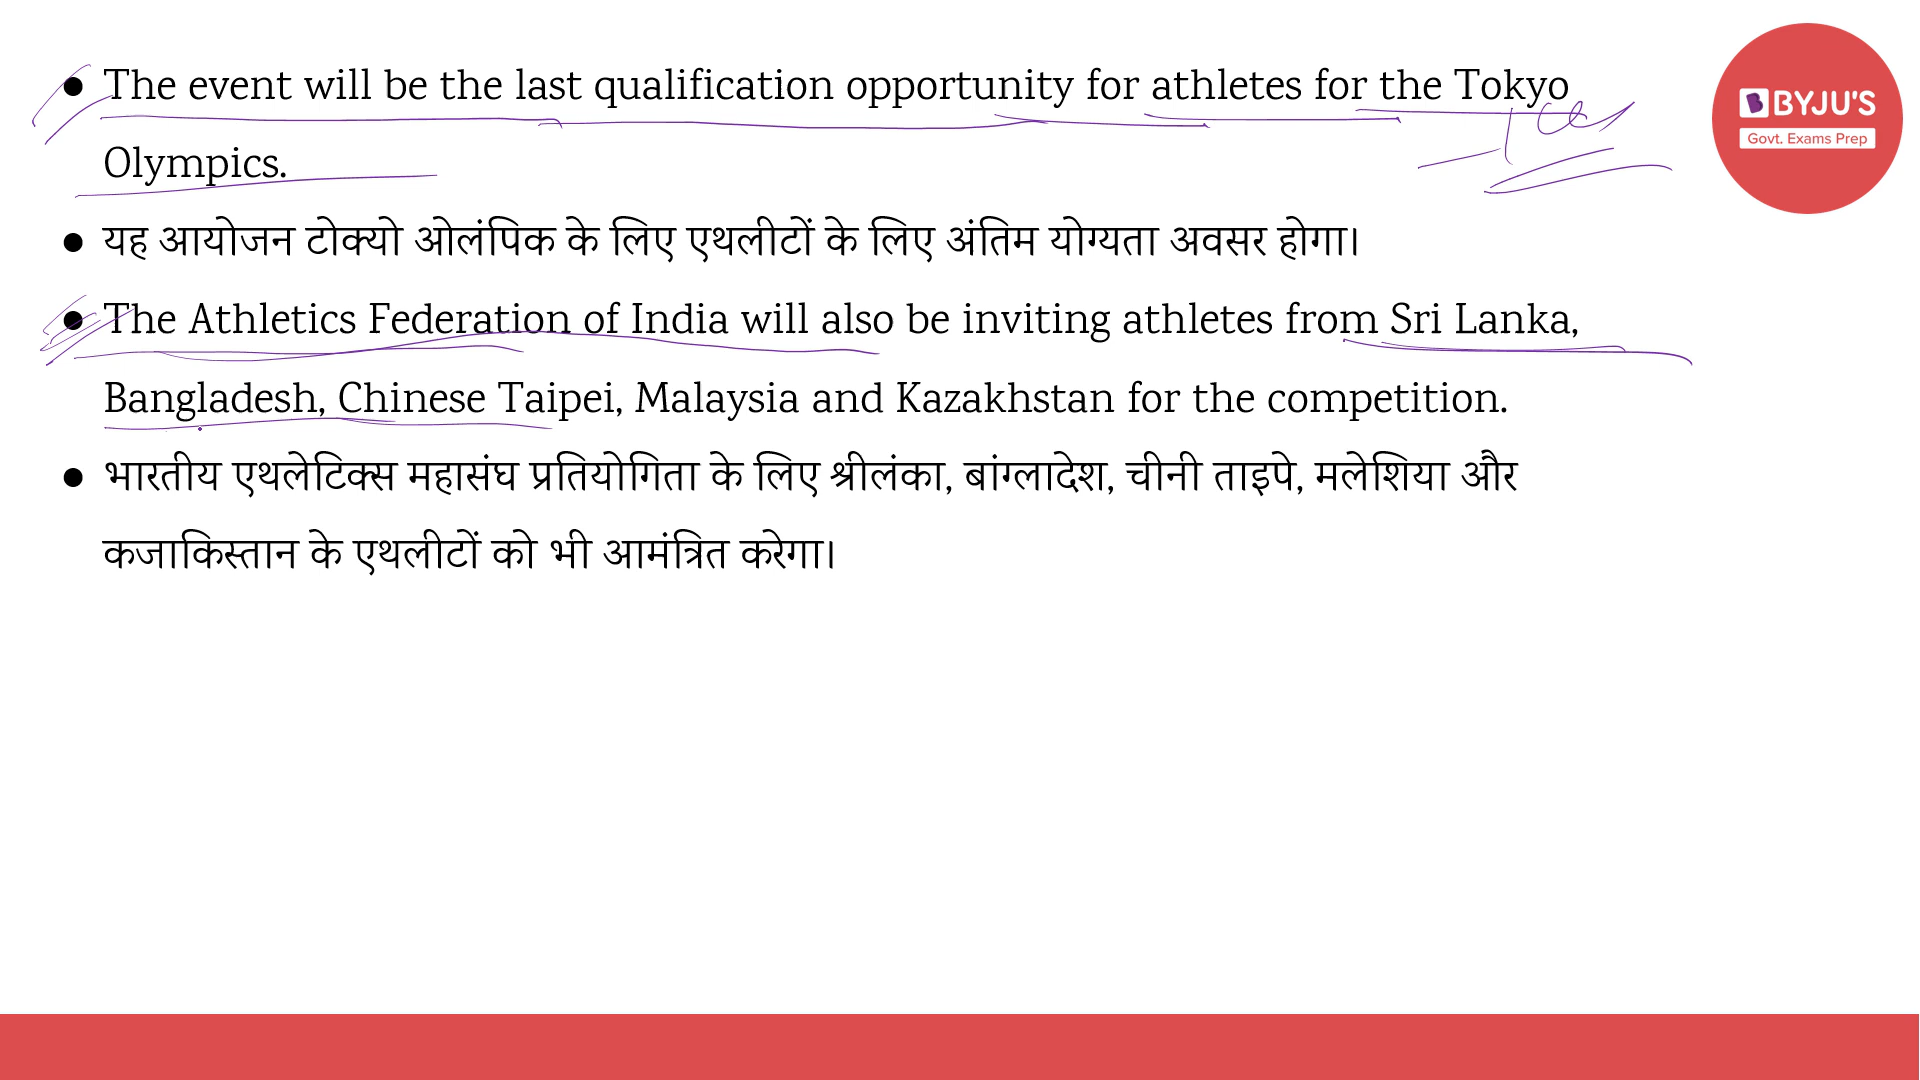 ● The event will be the last qualification opportunity for athletes for the Tokyo
Olympics.
● यह आयोजन टोक्यो ओलंपिक के लिए एथलीटों के लिए अंतिम योग्यता अवसर होगा।
● The Athletics Federation of India will also be inviting athletes from Sri Lanka,
Bangladesh, Chinese Taipei, Malaysia and Kazakhstan for the competition.
● भारतीय एथलेटिक्स महासंघ प्रतियोगिता के लिए श्रीलंका, बांग्लादेश, चीनी ताइपे, मलेशिया और
कजाकिस्तान के एथलीटों को भी आमंत्रित करेगा।
BYJU'S
Govt. Exams Prep